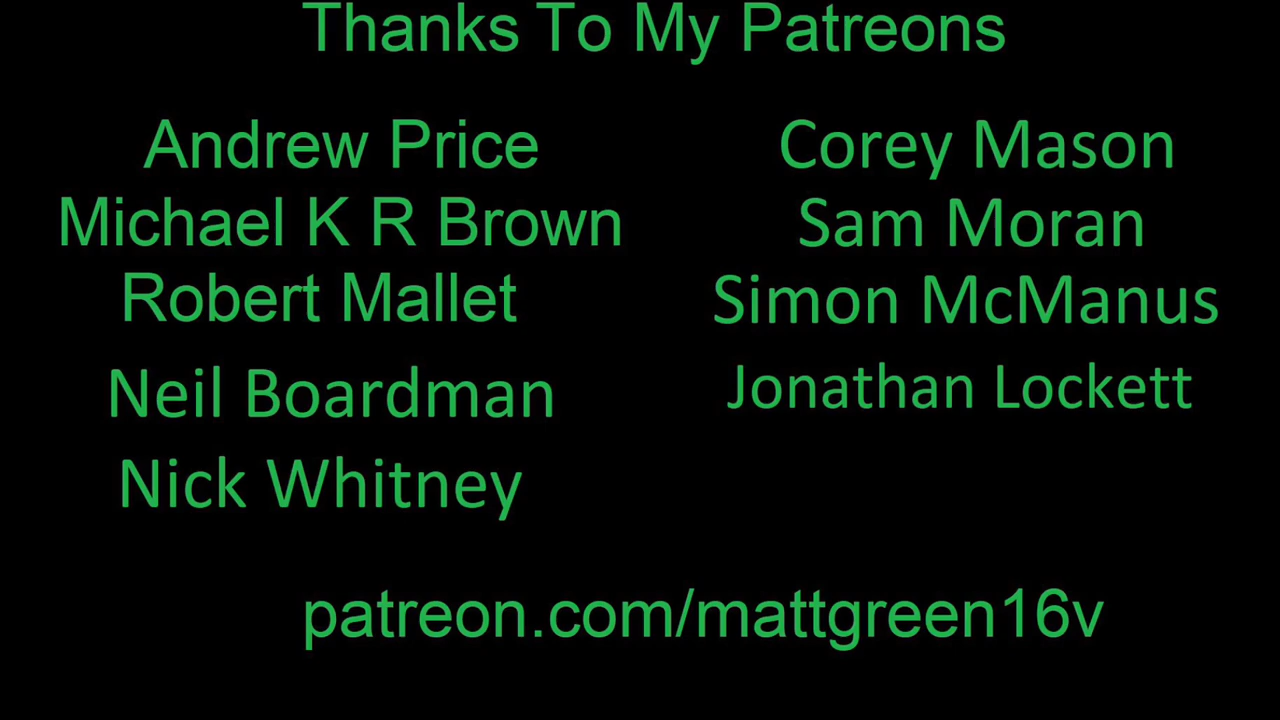 Thanks To My Patreons
Andrew Price
Michael K R Brown
Robert Mallet
Neil Boardman
Nick Whitney
Corey Mason
Sam Moran
Simon McManus
Jonathan Lockett
patreon.com/mattgreen16v